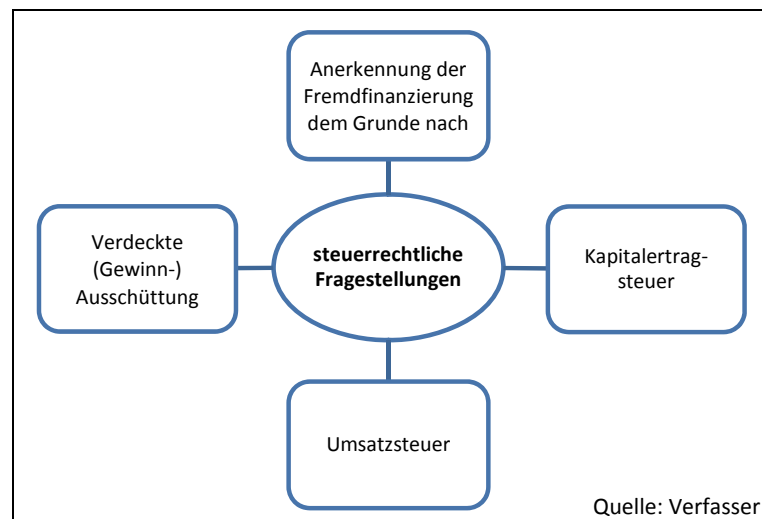 Anerkennung der
Fremdfinanzierung
dem Grunde nach
Verdeckte
(Gewinn-)
Ausschüttung
steuerrechtliche
Fragestellungen
Kapitalertrag-
steuer
Umsatzsteuer
Quelle: Verfasser